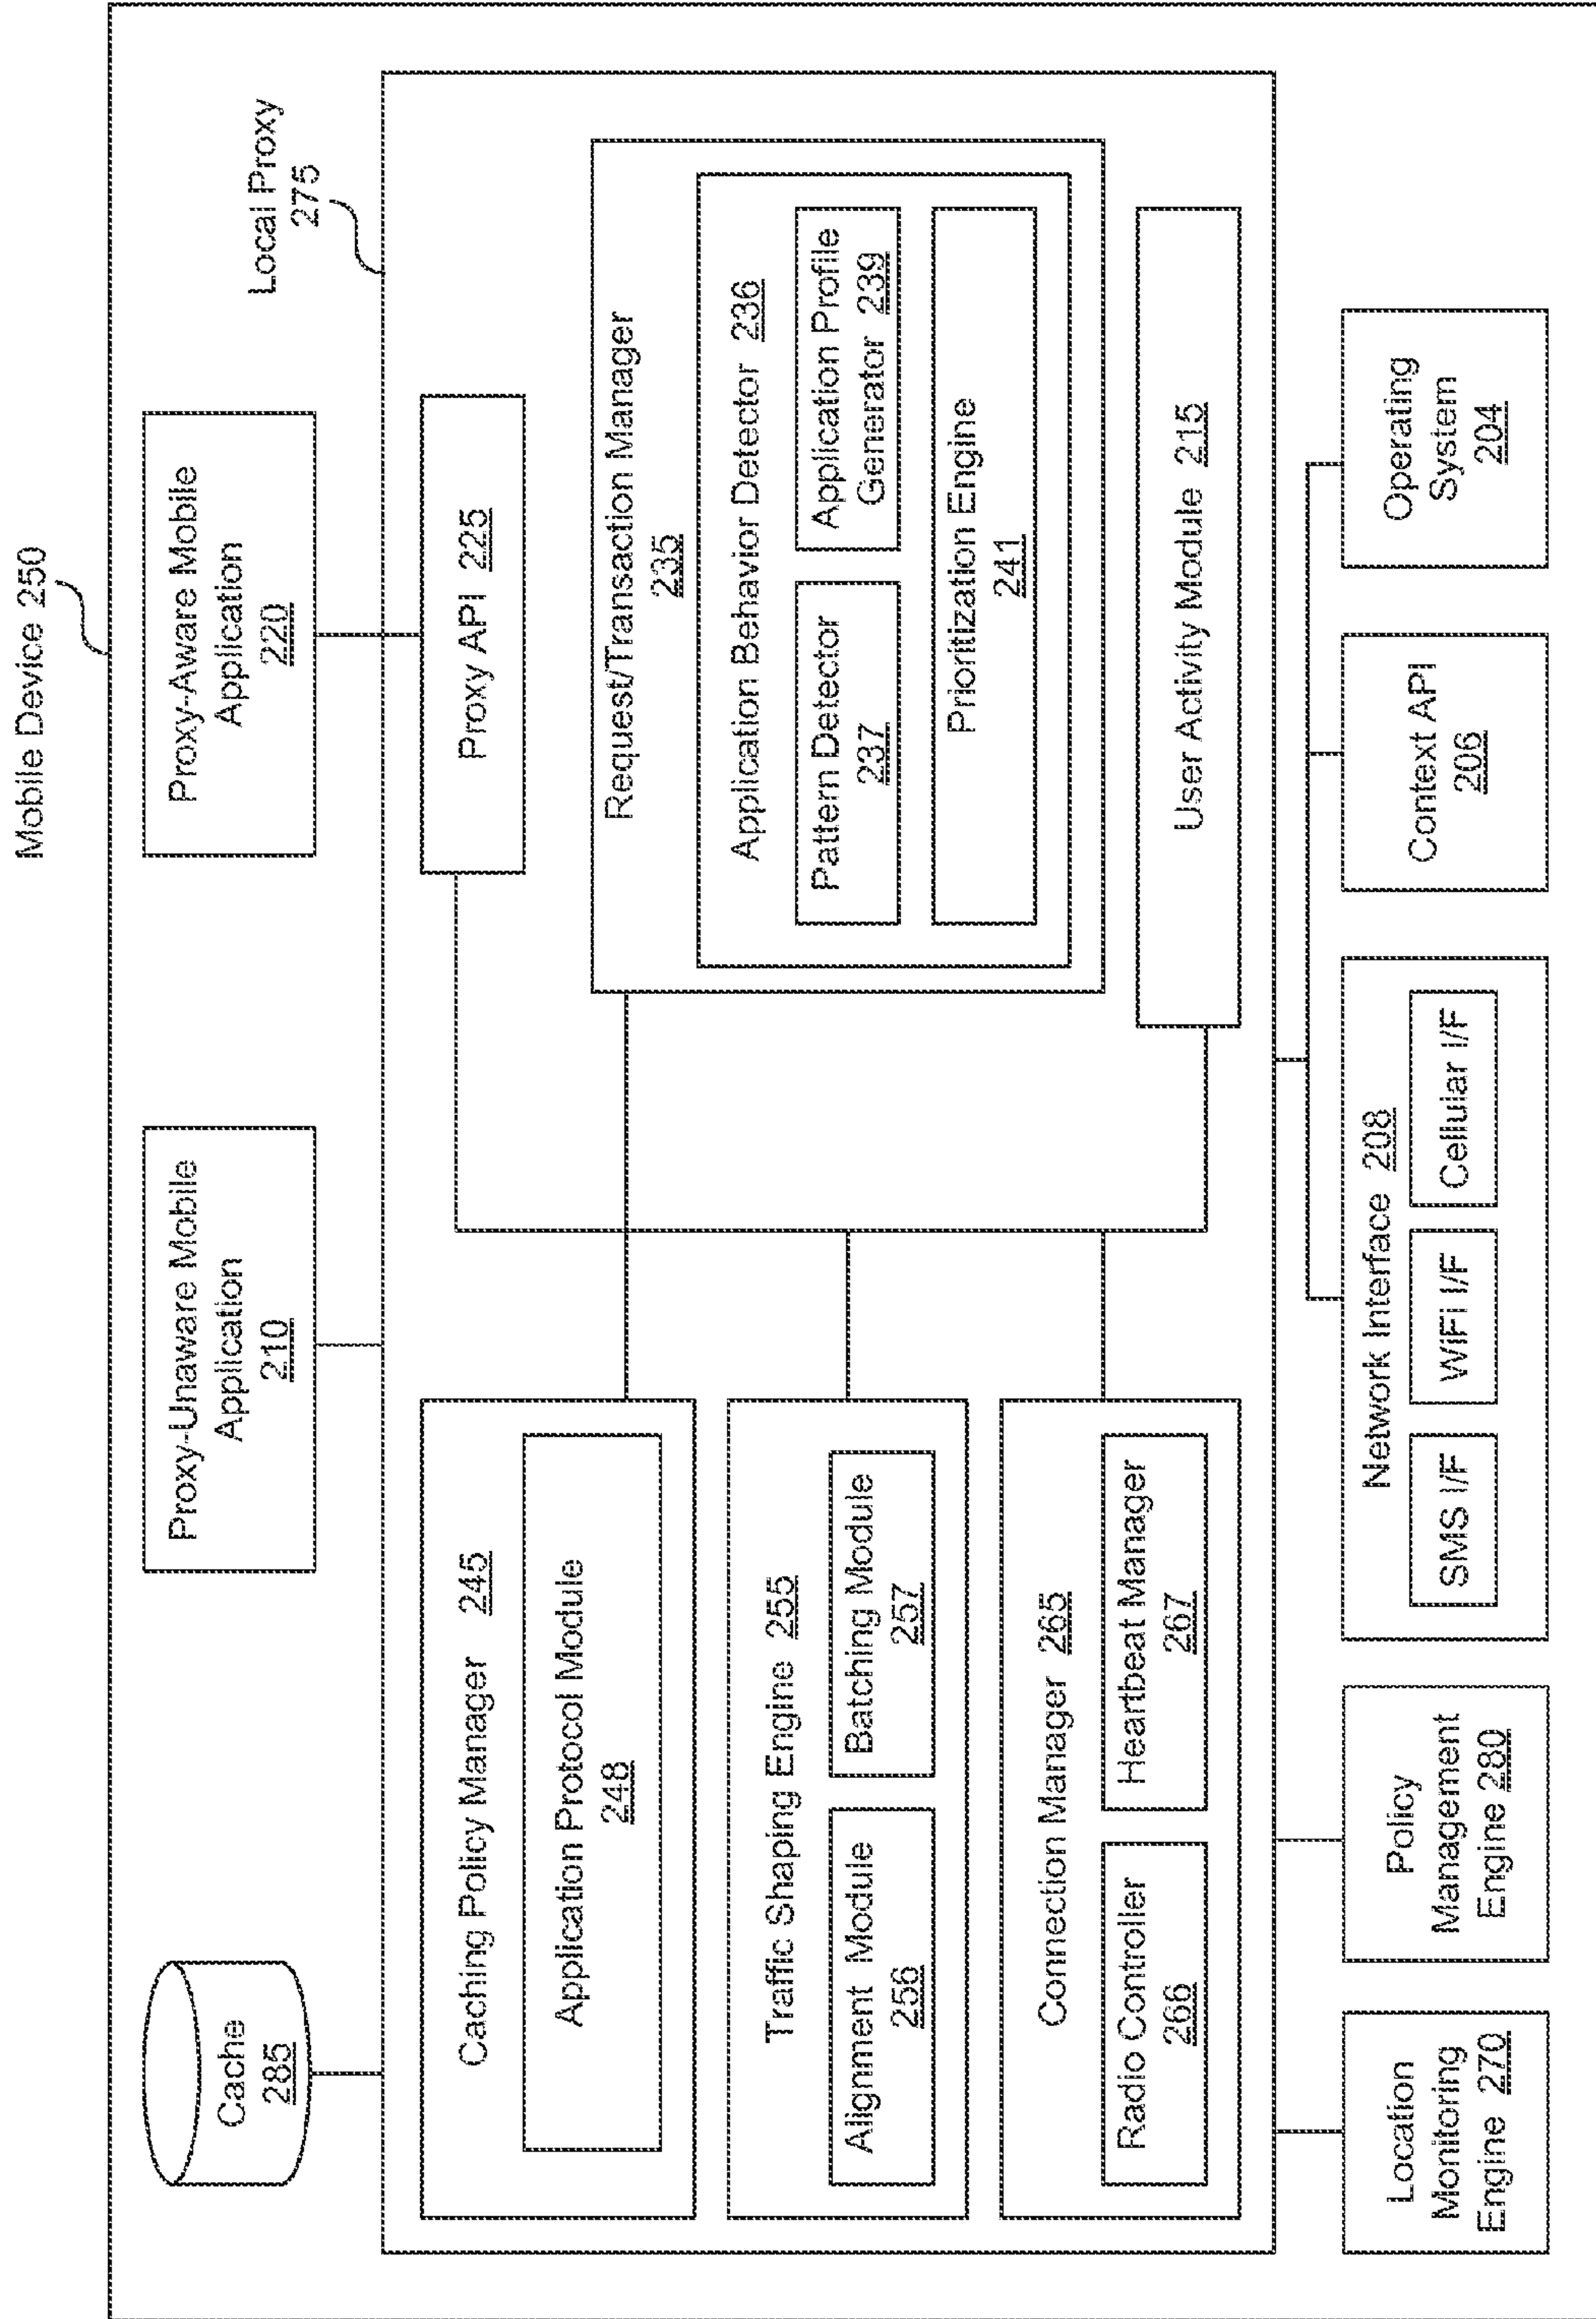 Mobile Device 250
Local Proxy
275
Cache
285
Proxy-Unaware Mobile
Application
210
Proxy-Aware Mobile
Application
220
Proxy API 225
Caching Policy Manager 245
Application Protocol Module
248
Traffic Shaping Engine 255
Alignment Module
256
Batching Module
257
Connection Manager 265
Radio Controller
266
Heartbeat Manager
267
Request/Transaction Manager
235
Application Behavior Detector 236
Pattern Detector
237
Application Profile
Generator 239
Prioritization Engine
241
User Activity Module 215
Location
Monitoring
Engine 270
Policy
Management
Engine 280
Network Interface 208
SMS I/F
WiFi I/F
Cellular I/F
Context API
206
Operating
System
204